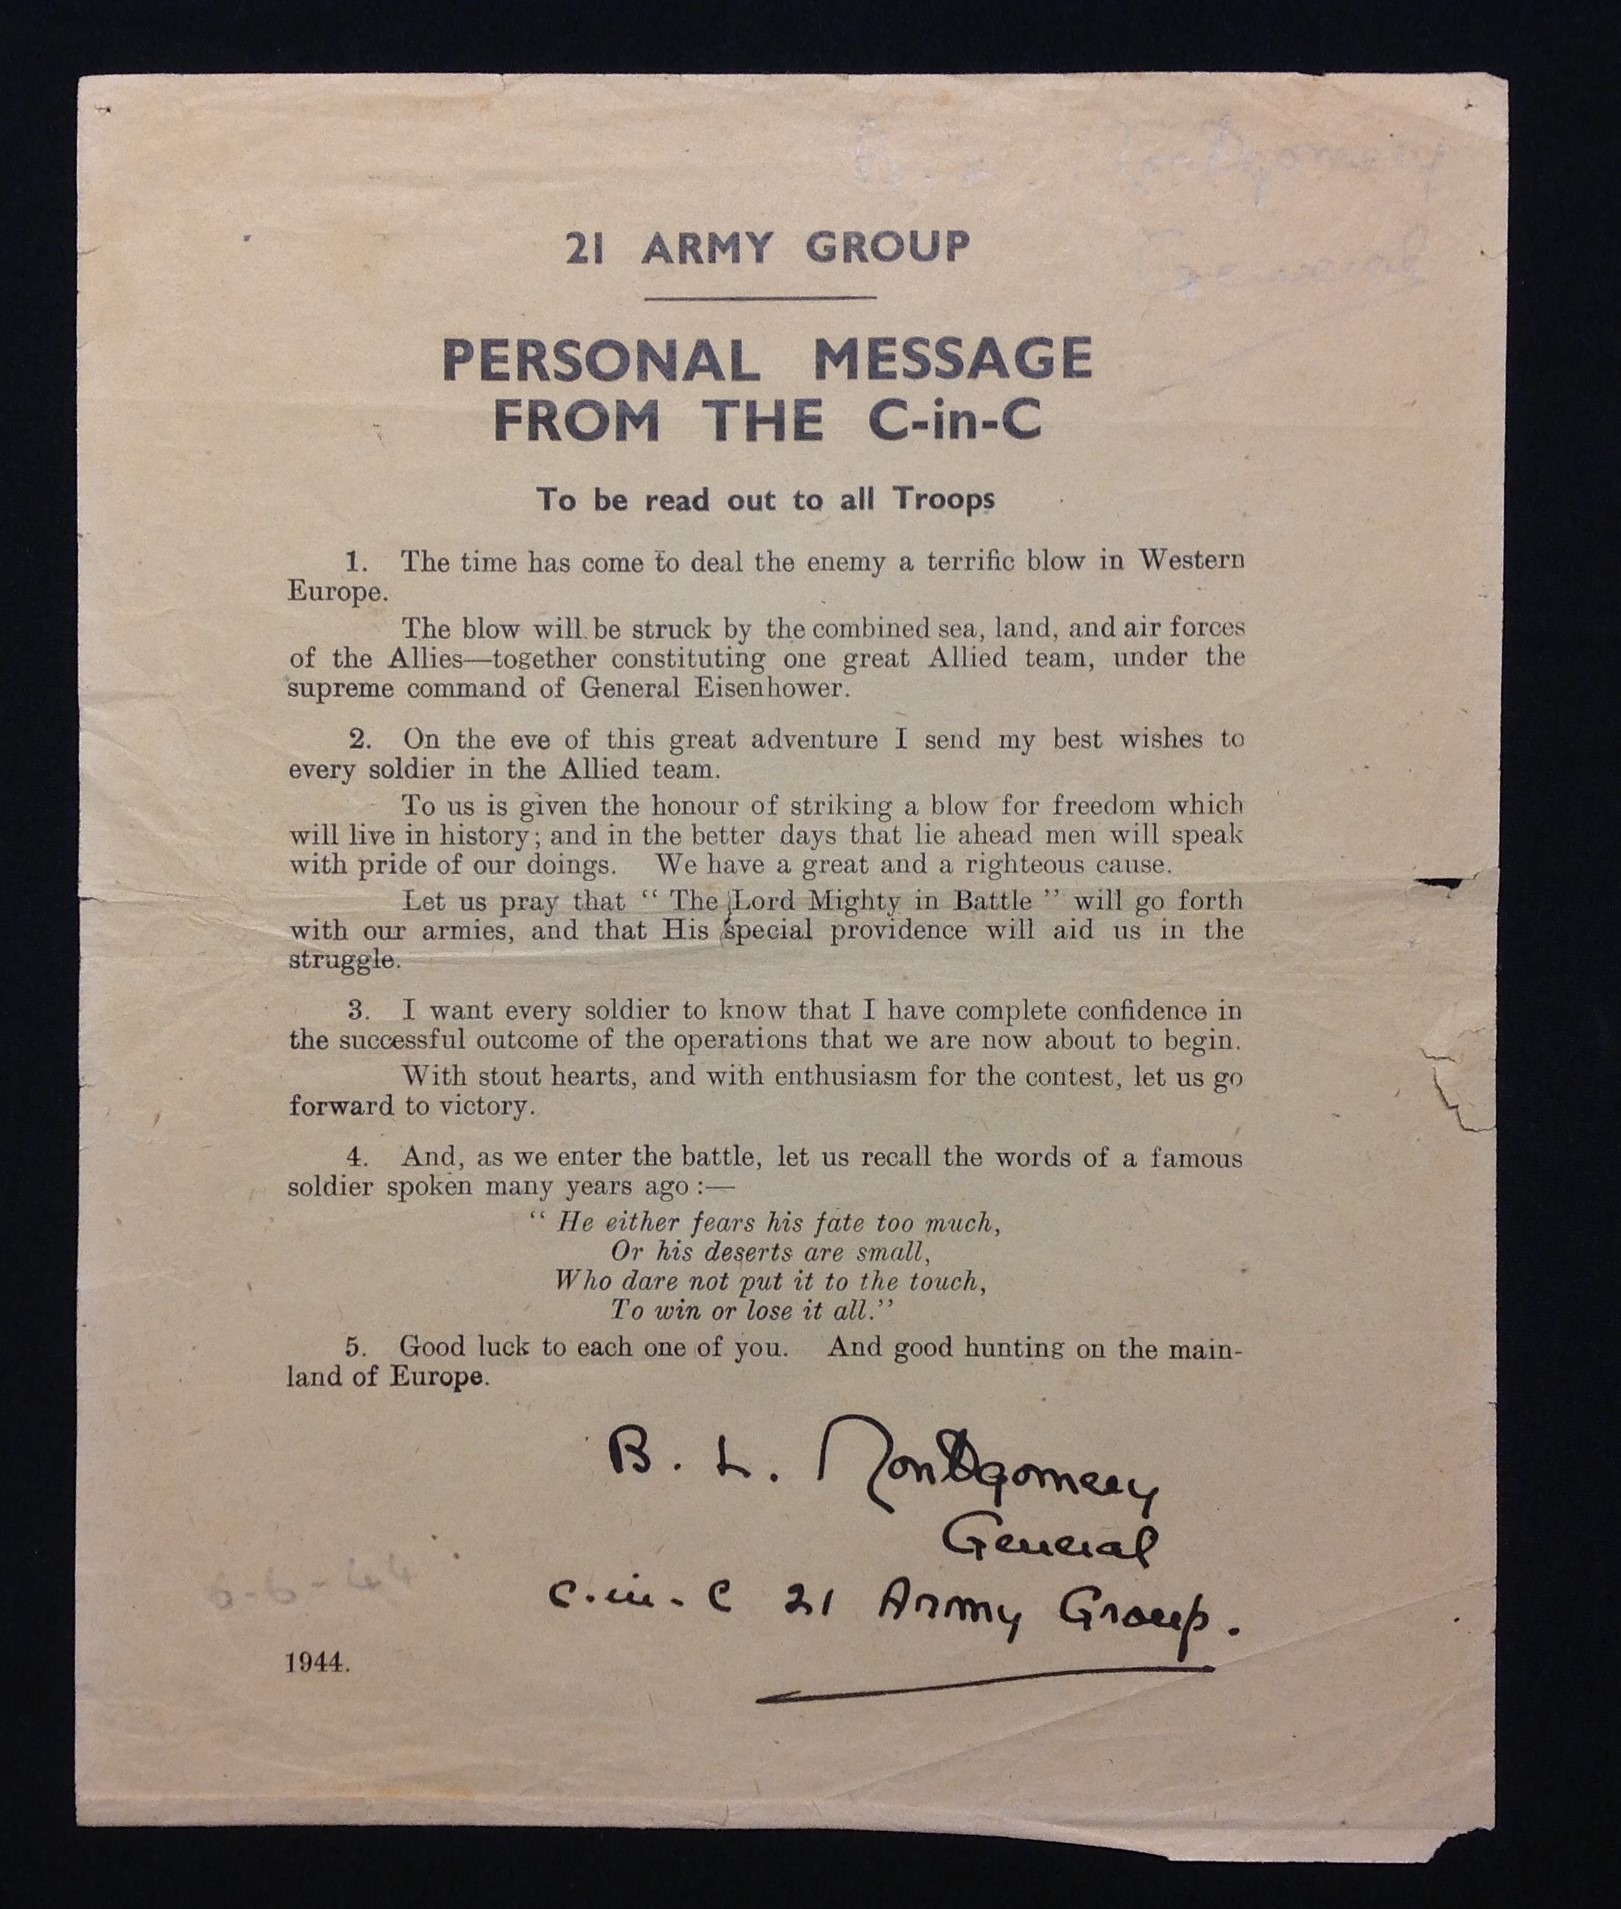 21 ARMY GROUP
PERSONAL MESSAGE
FROM THE C-in-C
To be read out to all Troops
1. The time has come to deal the enemy a terrific blow in Western
Europe.
The blow will be struck by the combined sea, land, and air forces
of the Allies—together constituting one great Allied team, under the
supreme command of General Eisenhower.
2. On the eve of this great adventure I send my best wishes to
every soldier in the Allied team.
To us is given the honour of striking a blow for freedom which
will live in history; and in the better days that lie ahead men will speak
with pride of our doings. We have a great and a righteous cause.
Let us pray that “ The Lord Mighty in Battle ” will go forth
with our armies, and that His special providence will aid us in the
struggle.
3. I want every soldier to know that I have complete confidence in
the successful outcome of the operations that we are now about to begin.
With stout hearts, and with enthusiasm for the contest, let us go
forward to victory.
4. And, as we enter the battle, let us recall the words of a famous
soldier spoken many years ago :—
“ He either fears his fate too much,
Or his deserts are small,
Who dare not put it to the touch,
To win or lose it all.”
5. Good luck to each one of you. And good hunting on the main-
land of Europe.
B. L. Montgomery
General
C.in.C 21 Army Group.
6-6-44
1944.